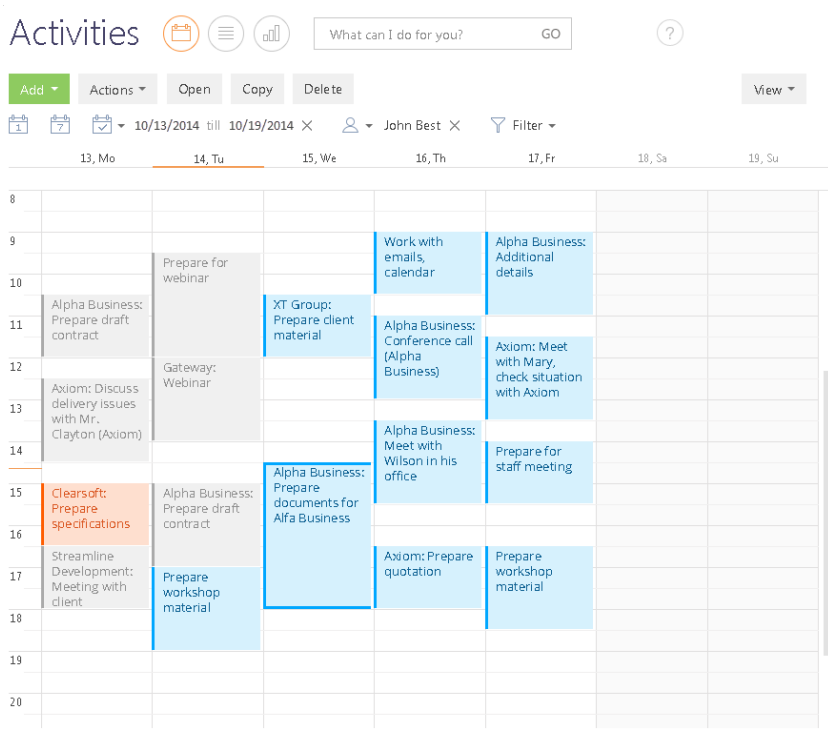 Activities
What can I do for you? GO
?
Add Actions Open Copy Delete View
1 7 10/13/2014 till 10/19/2014 John Best Filter
13, Mo 14, Tu 15, We 16, Th 17, Fr 18, Sa 19, Su
8
9
10
11
12
13
14
15
16
17
18
19
20
Alpha Business:
Prepare draft
contract
Axiom: Discuss
delivery issues
with Mr.
Clayton (Axiom)
Clearsoft:
Prepare
specifications
Streamline
Development:
Meeting with
client
Prepare for
webinar
Gateway:
Webinar
Alpha Business:
Prepare draft
contract
Prepare
workshop
material
XT Group:
Prepare client
material
Alpha Business:
Prepare
documents for
Alfa Business
Work with
emails,
calendar
Alpha Business:
Conference call
(Alpha
Business)
Alpha Business:
Meet with
Wilson in his
office
Axiom: Prepare
quotation
Alpha Business:
Additional
details
Axiom: Meet
with Mary,
check situation
with Axiom
Prepare for
staff meeting
Prepare
workshop
material